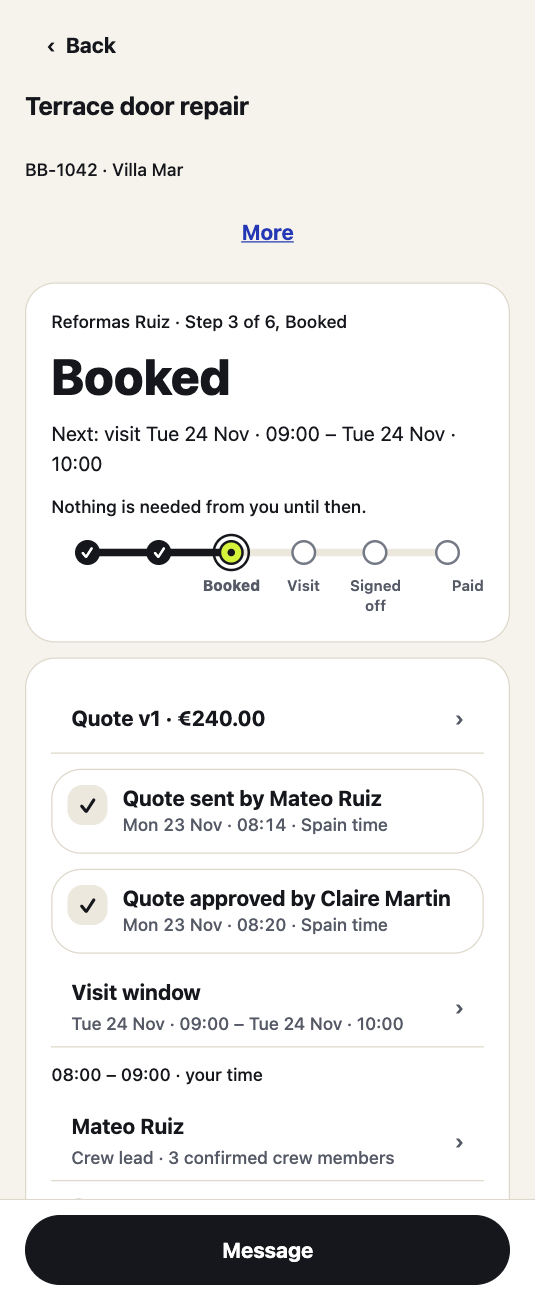 ‹ Back
Terrace door repair
BB-1042 · Villa Mar
More
Reformas Ruiz · Step 3 of 6, Booked
Booked
Next: visit Tue 24 Nov · 09:00 – Tue 24 Nov ·
10:00
Nothing is needed from you until then.
Booked Visit Signed off Paid
Quote v1 · €240.00 ›
Quote sent by Mateo Ruiz
Mon 23 Nov · 08:14 · Spain time
Quote approved by Claire Martin
Mon 23 Nov · 08:20 · Spain time
Visit window ›
Tue 24 Nov · 09:00 – Tue 24 Nov · 10:00
08:00 – 09:00 · your time
Mateo Ruiz ›
Crew lead · 3 confirmed crew members
Message